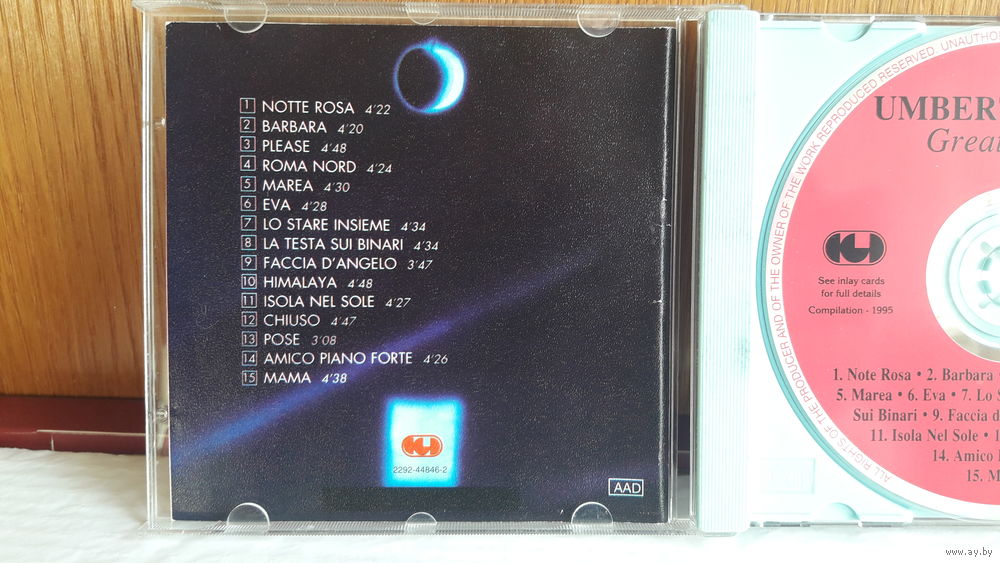 1 NOTTE ROSA 4'22
2 BARBARA 4'20
3 PLEASE 4'48
4 ROMA NORD 4'24
5 MAREA 4'30
6 EVA 4'28
7 LO STARE INSIEME 4'34
8 LA TESTA SUI BINARI 4'34
9 FACCIA D'ANGELO 3'47
10 HIMALAYA 4'48
11 ISOLA NEL SOLE 4'27
12 CHIUSO 4'47
13 POSE 3'08
14 AMICO PIANO FORTE 4'26
15 MAMA 4'38
2292-44846-2
AAD
ALL RIGHTS OF THE PRODUCER AND OF THE OWNER OF THE WORK REPRODUCED RESERVED. UNAUTHO
UMBER
Grea
See inlay cards
for full details
Compilation - 1995
1. Note Rosa • 2. Barbara
5. Marea • 6. Eva • 7. Lo S
Sui Binari • 9. Faccia d
11. Isola Nel Sole • 1
14. Amico
15. M
www.ay.by